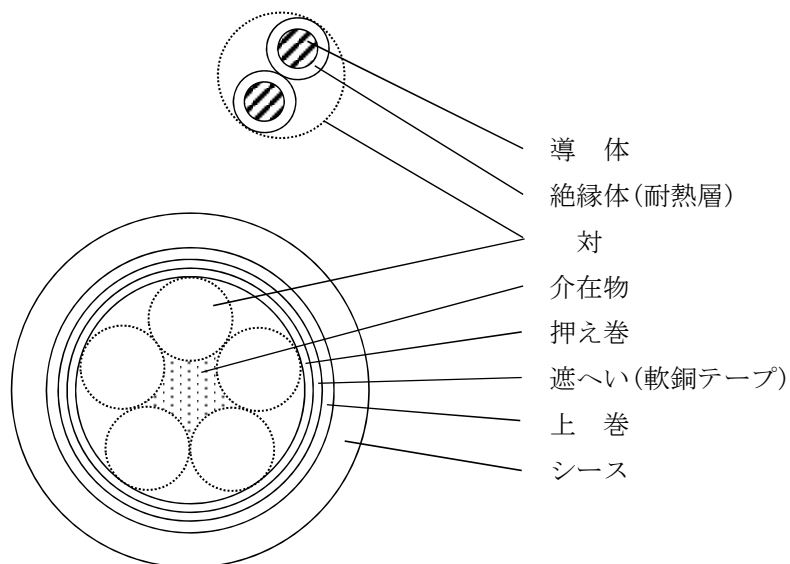 導　体
絶縁体(耐熱層)
対
介在物
押え巻
遮へい(軟銅テープ)
上　巻
シース